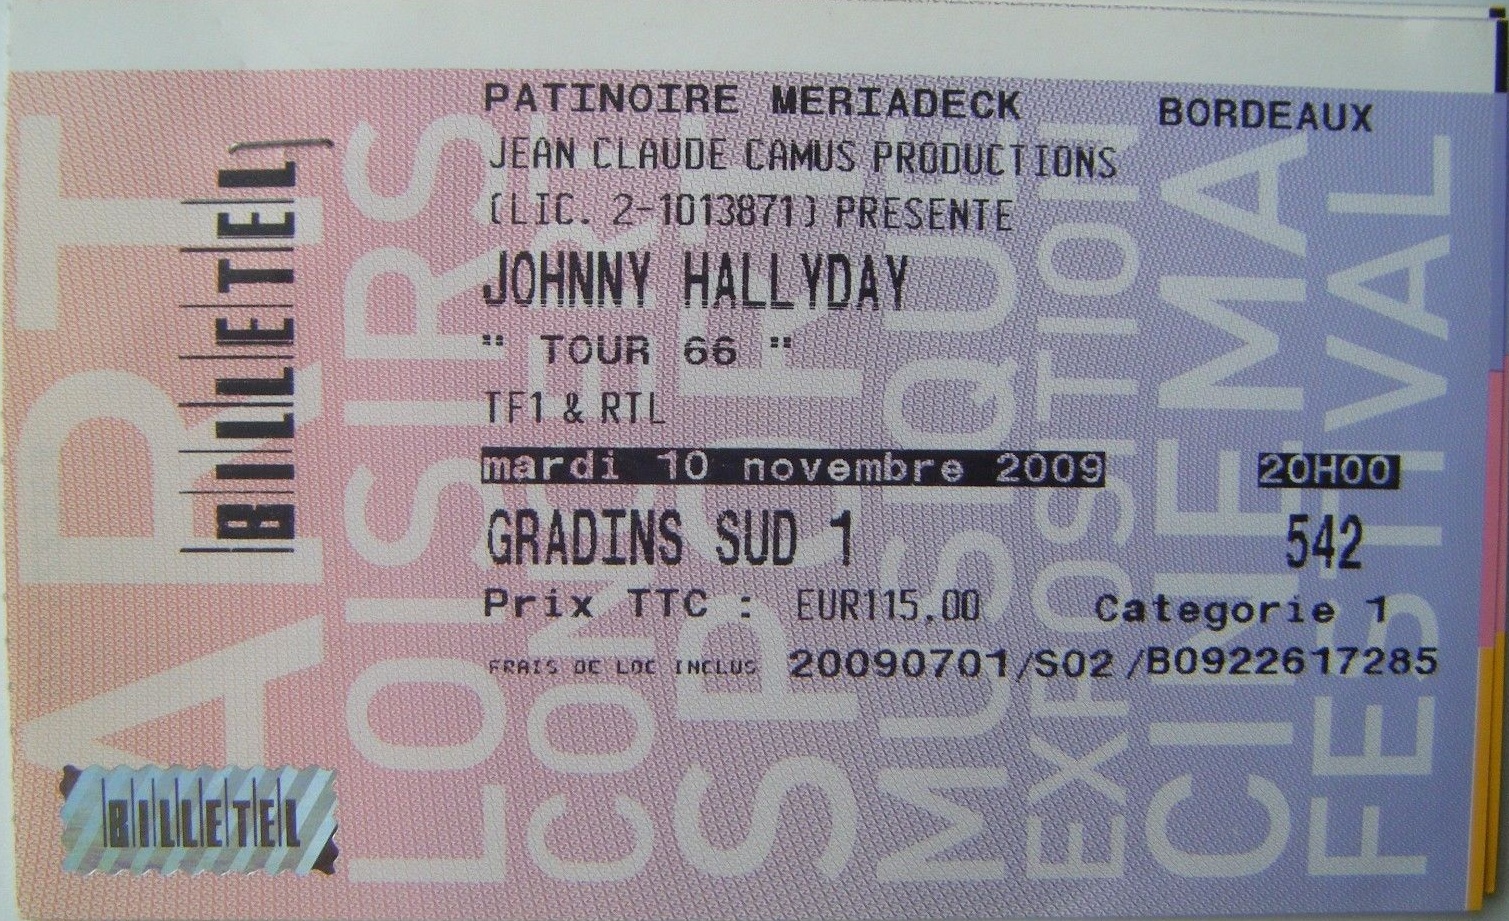 PATINOIRE MERIADECK BORDEAUX
JEAN CLAUDE CAMUS PRODUCTIONS
(LIC. 2-1013871) PRESENTE
JOHNNY HALLYDAY
" TOUR 66 "
TF1 & RTL
mardi 10 novembre 2009 20H00
GRADINS SUD 1 542
Prix TTC : EUR115,00 Categorie 1
FRAIS DE LOC INCLUS 20090701/S02 /B0922617285
BILLETEL
BILLETEL
ART
LOISIRS
CONCERT
SPORT
MUSIQUE
EXPOSITION
CINEMA
FESTIVAL